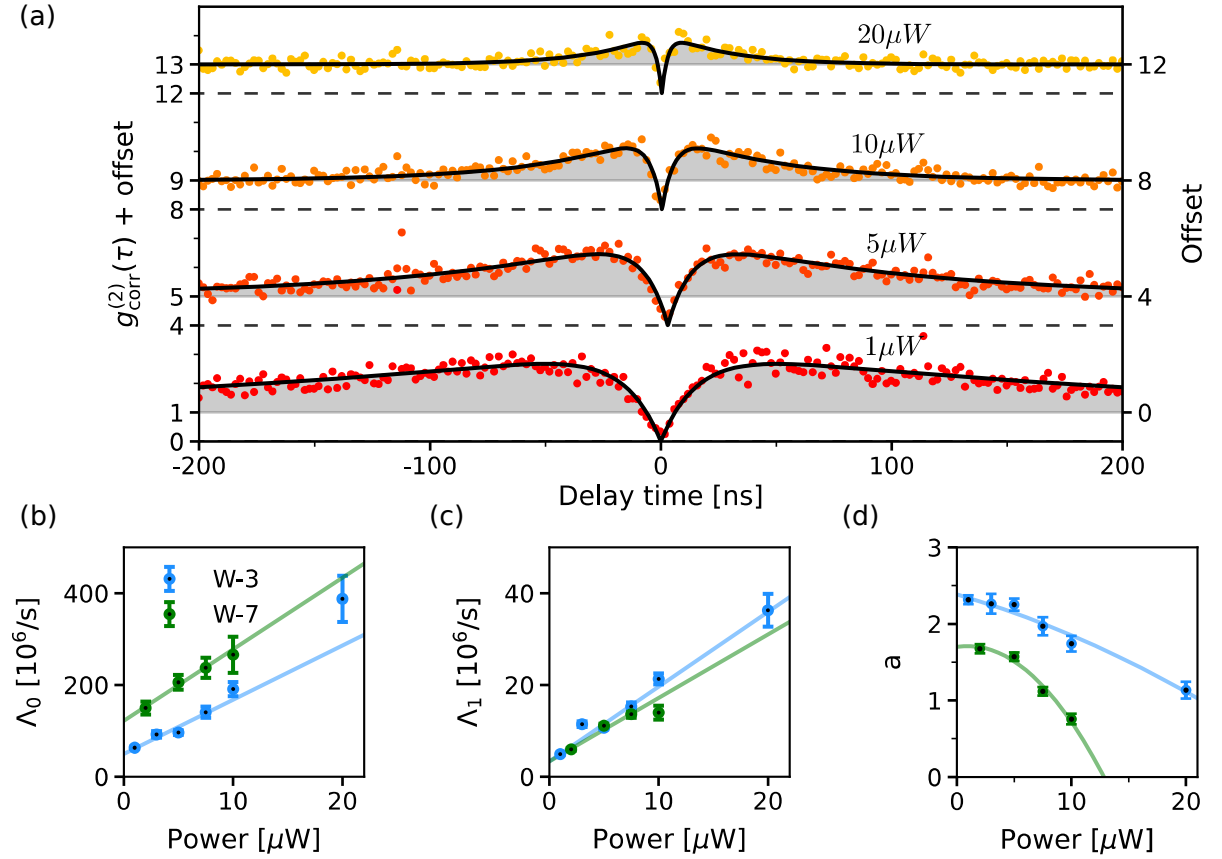 (a)
g(2)corr(τ) + offset
13
12
9
8
5
4
1
0
20μW
10μW
5μW
1μW
12
8
4
0
Offset
-200
-100
0
100
200
Delay time [ns]
(b)
Λ0 [10^6/s]
400
200
0
W-3
W-7
0
10
20
Power [μW]
(c)
Λ1 [10^6/s]
40
20
0
0
10
20
Power [μW]
(d)
a
3
2
1
0
0
10
20
Power [μW]